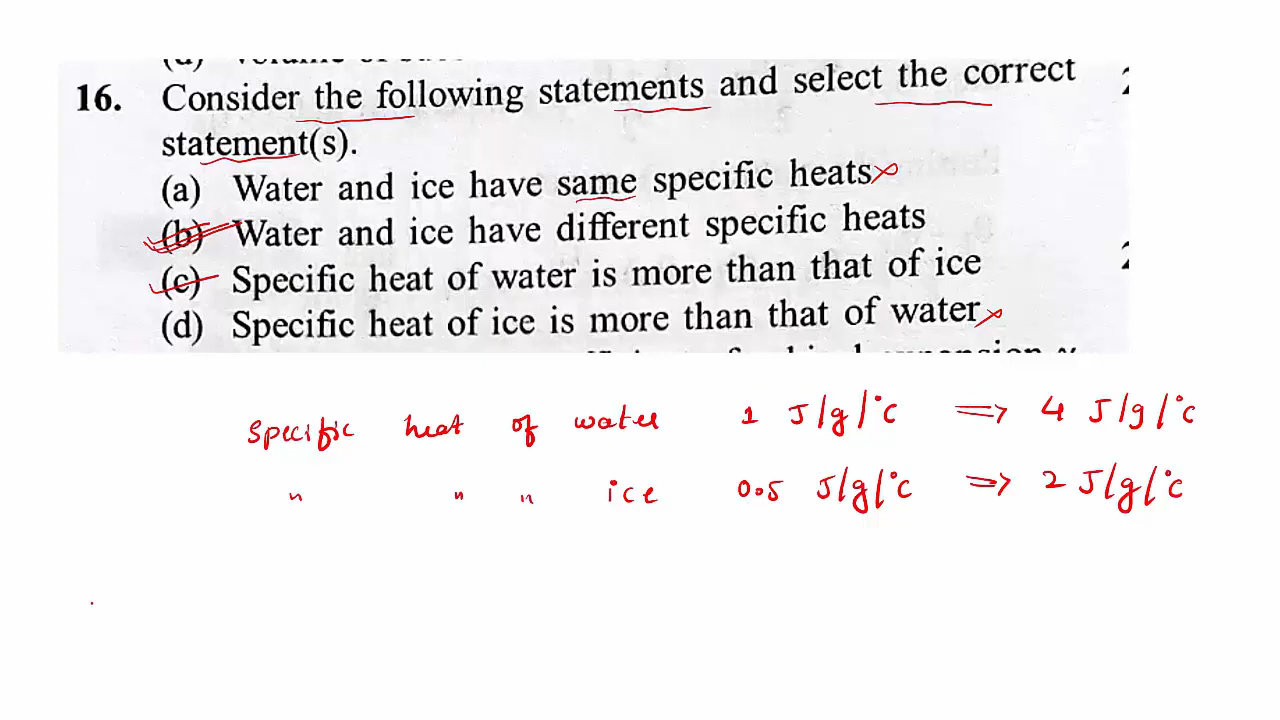 16. Consider the following statements and select the correct
statement(s).
(a) Water and ice have same specific heats
(b) Water and ice have different specific heats
(c) Specific heat of water is more than that of ice
(d) Specific heat of ice is more than that of water
Specific heat of water 1 J/g/°c ⇒ 4 J/g/°c
" " " ice 0.5 J/g/°c ⇒ 2 J/g/°c